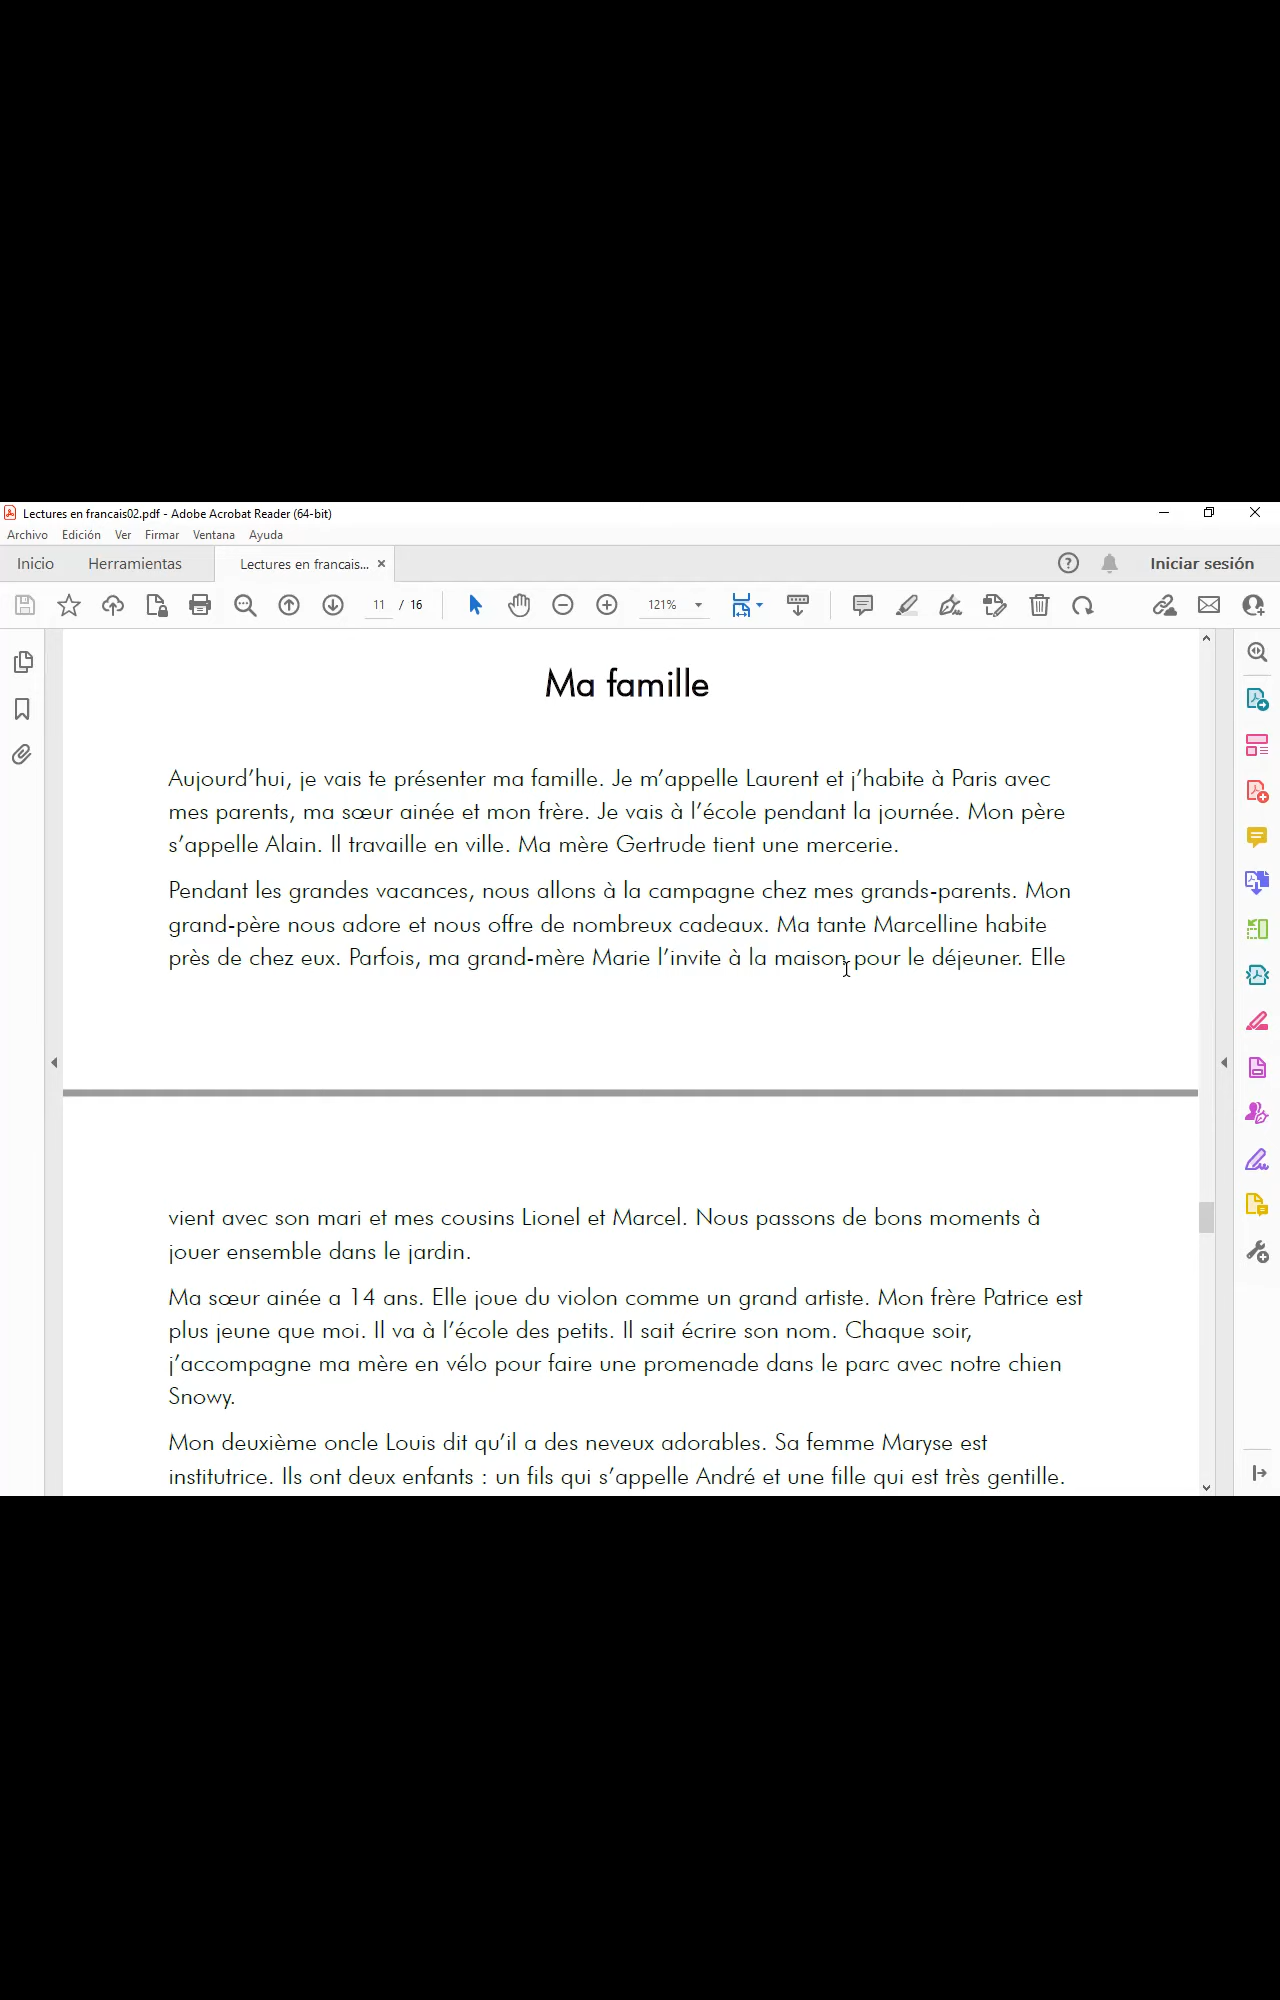 Lectures en francais02.pdf - Adobe Acrobat Reader (64-bit)
Archivo Edición Ver Firmar Ventana Ayuda
Inicio Herramientas Lectures en francais... Iniciar sesión
11 / 16 121%
Ma famille
Aujourd'hui, je vais te présenter ma famille. Je m'appelle Laurent et j'habite à Paris avec
mes parents, ma sœur ainée et mon frère. Je vais à l'école pendant la journée. Mon père
s'appelle Alain. Il travaille en ville. Ma mère Gertrude tient une mercerie.
Pendant les grandes vacances, nous allons à la campagne chez mes grands-parents. Mon
grand-père nous adore et nous offre de nombreux cadeaux. Ma tante Marcelline habite
près de chez eux. Parfois, ma grand-mère Marie l'invite à la maison pour le déjeuner. Elle
vient avec son mari et mes cousins Lionel et Marcel. Nous passons de bons moments à
jouer ensemble dans le jardin.
Ma sœur ainée a 14 ans. Elle joue du violon comme un grand artiste. Mon frère Patrice est
plus jeune que moi. Il va à l'école des petits. Il sait écrire son nom. Chaque soir,
j'accompagne ma mère en vélo pour faire une promenade dans le parc avec notre chien
Snowy.
Mon deuxième oncle Louis dit qu'il a des neveux adorables. Sa femme Maryse est
institutrice. Ils ont deux enfants : un fils qui s'appelle André et une fille qui est très gentille.